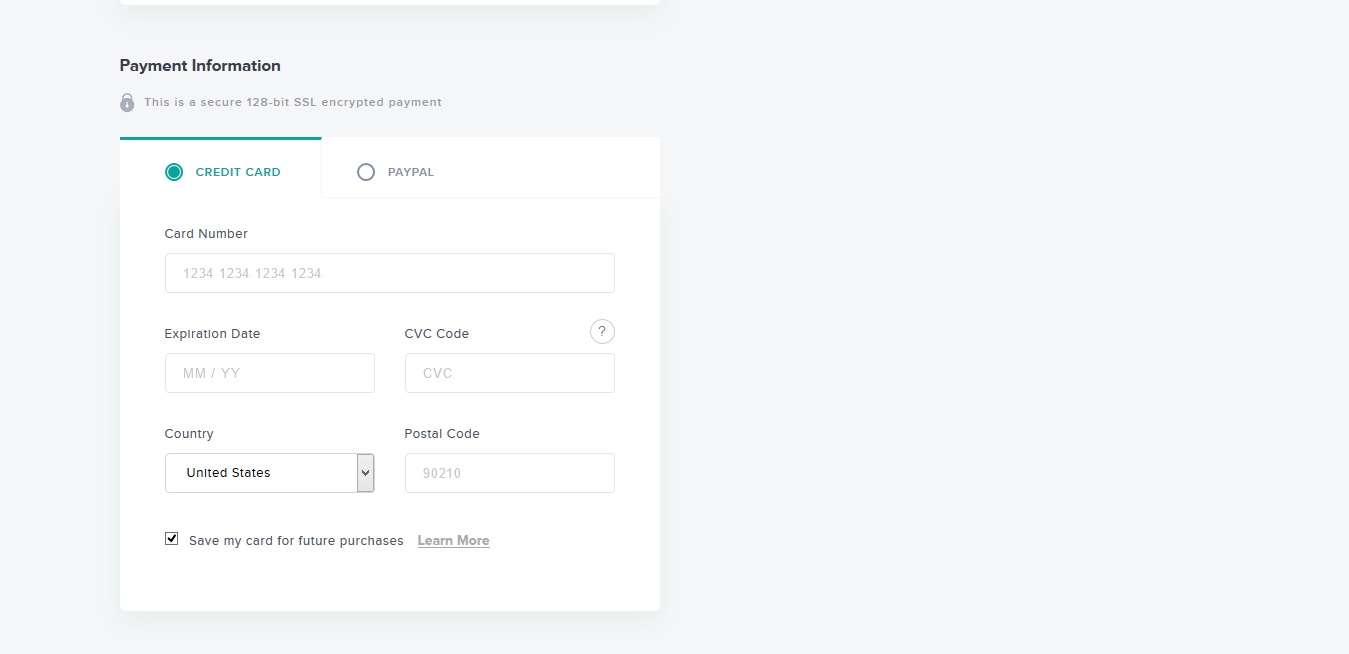 Payment Information
This is a secure 128-bit SSL encrypted payment
CREDIT CARD PAYPAL
Card Number
1234 1234 1234 1234
Expiration Date CVC Code ?
MM / YY CVC
Country Postal Code
United States 90210
Save my card for future purchases Learn More